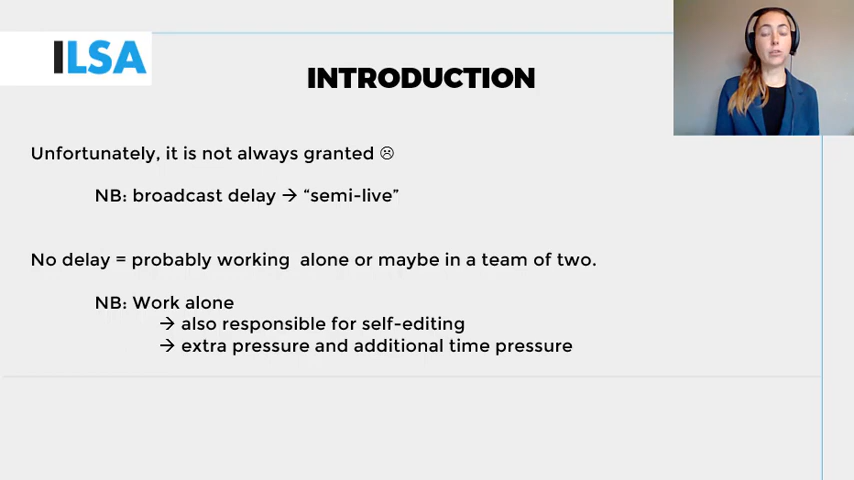 ILSA
INTRODUCTION
Unfortunately, it is not always granted ☹
NB: broadcast delay → “semi-live”
No delay = probably working  alone or maybe in a team of two.
NB: Work alone
→ also responsible for self-editing
→ extra pressure and additional time pressure